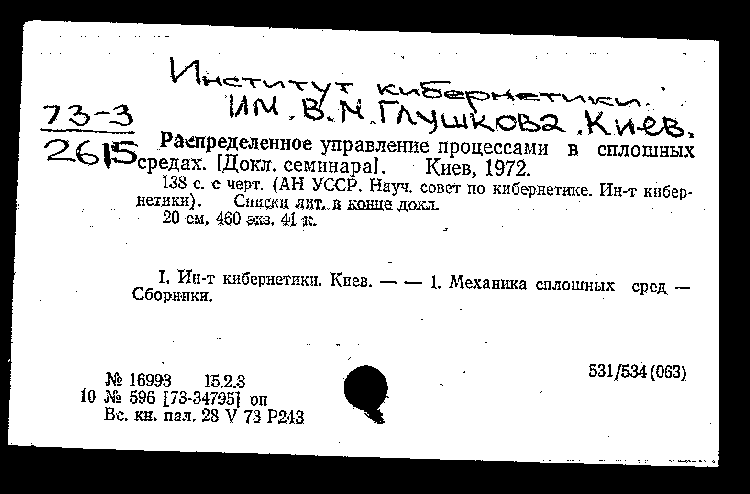 Институт кибернетики.
им. В. М. Глушкова. Киев.
73-3
2615
Распределенное управление процессами в сплошных
средах. [Докл. семинара]. Киев, 1972.
138 с. с черт. (АН УССР. Науч. совет по кибернетике. Ин-т кибер-
нетики). Списки лит. в конце докл.
20 см. 460 экз. 41 к.
I. Ин-т кибернетики. Киев. — — 1. Механика сплошных сред —
Сборники.
531/534(063)
№ 16993 15.2.3
10 № 596 [73-34795] оп
Вс. кн. пал. 28 V 73 Р243